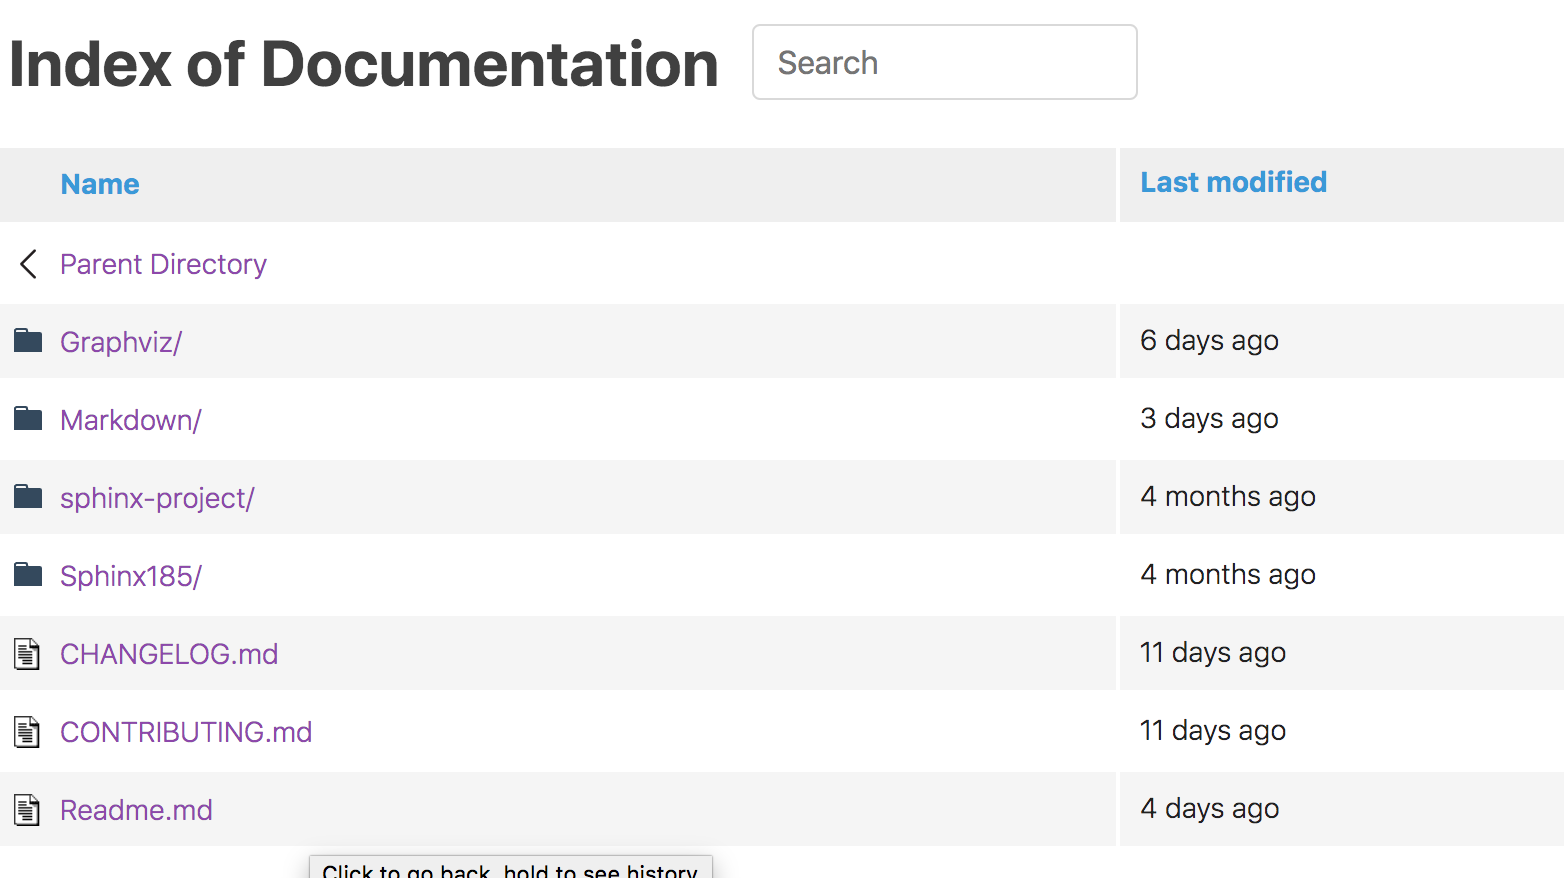 Index of Documentation Search
Name Last modified
Parent Directory
Graphviz/ 6 days ago
Markdown/ 3 days ago
sphinx-project/ 4 months ago
Sphinx185/ 4 months ago
CHANGELOG.md 11 days ago
CONTRIBUTING.md 11 days ago
Readme.md 4 days ago
Click to go back, hold to see history